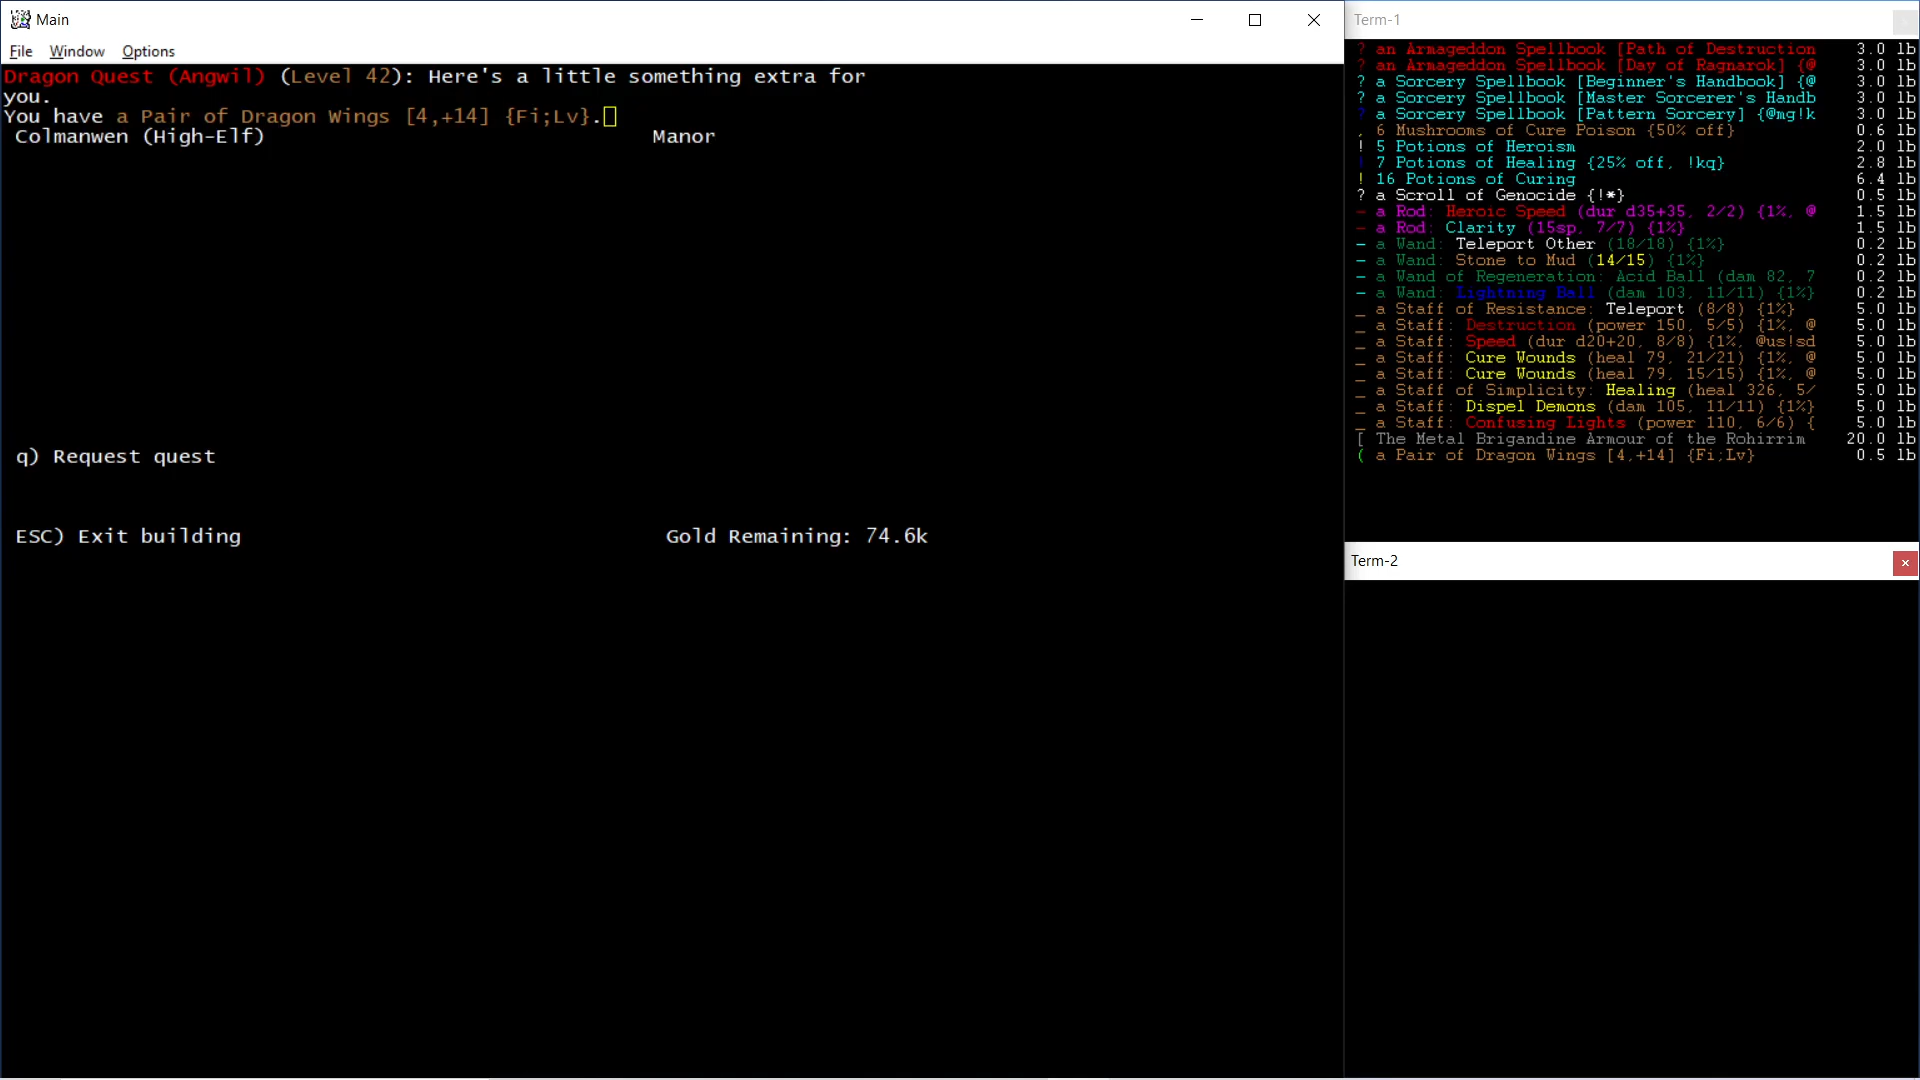 Main
File Window Options
Dragon Quest (Angwil) (Level 42): Here's a little something extra for
you.
You have a Pair of Dragon Wings [4,+14] {Fi;Lv}.
Colmanwen (High-Elf) Manor
q) Request quest
ESC) Exit building Gold Remaining: 74.6k
Term-1
? an Armageddon Spellbook [Path of Destruction 3.0 lb
? an Armageddon Spellbook [Day of Ragnarok] {@ 3.0 lb
? a Sorcery Spellbook [Beginner's Handbook] {@ 3.0 lb
? a Sorcery Spellbook [Master Sorcerer's Handb 3.0 lb
? a Sorcery Spellbook [Pattern Sorcery] {@mg!k 3.0 lb
, 6 Mushrooms of Cure Poison {50% off} 0.6 lb
! 5 Potions of Heroism 2.0 lb
! 7 Potions of Healing {25% off, !kq} 2.8 lb
! 16 Potions of Curing 6.4 lb
? a Scroll of Genocide {!*} 0.5 lb
- a Rod: Heroic Speed (dur d35+35, 2/2) {1%, @ 1.5 lb
- a Rod: Clarity (15sp, 7/7) {1%} 1.5 lb
- a Wand: Teleport Other (18/18) {1%} 0.2 lb
- a Wand: Stone to Mud (14/15) {1%} 0.2 lb
- a Wand of Regeneration: Acid Ball (dam 82, 7 0.2 lb
- a Wand: Lightning Ball (dam 103, 11/11) {1%} 0.2 lb
_ a Staff of Resistance: Teleport (8/8) {1%} 5.0 lb
_ a Staff: Destruction (power 150, 5/5) {1%, @ 5.0 lb
_ a Staff: Speed (dur d20+20, 8/8) {1%, @us!sd 5.0 lb
_ a Staff: Cure Wounds (heal 79, 21/21) {1%, @ 5.0 lb
_ a Staff: Cure Wounds (heal 79, 15/15) {1%, @ 5.0 lb
_ a Staff of Simplicity: Healing (heal 326, 5/ 5.0 lb
_ a Staff: Dispel Demons (dam 105, 11/11) {1%} 5.0 lb
_ a Staff: Confusing Lights (power 110, 6/6) { 5.0 lb
[ The Metal Brigandine Armour of the Rohirrim 20.0 lb
( a Pair of Dragon Wings [4,+14] {Fi;Lv} 0.5 lb
Term-2